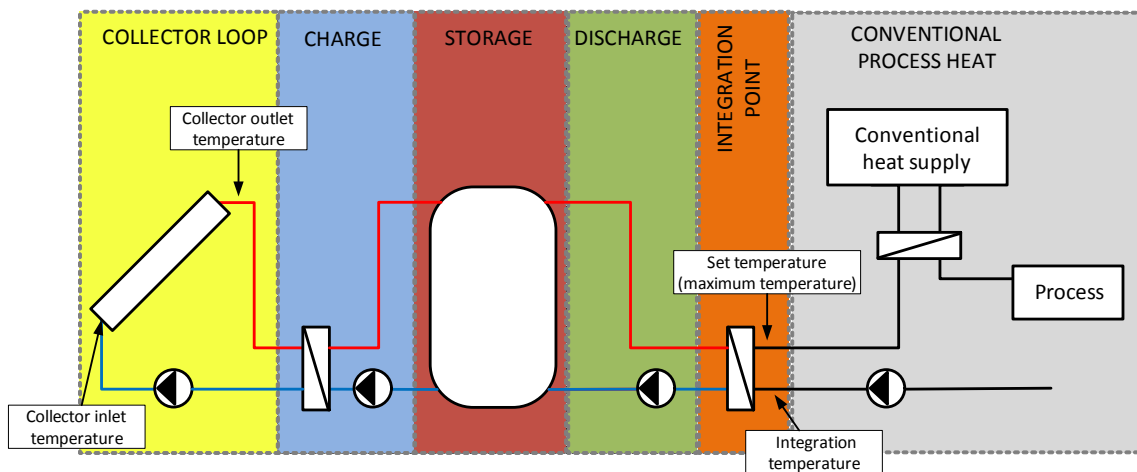 COLLECTOR LOOP
CHARGE
STORAGE
DISCHARGE
INTEGRATION
POINT
CONVENTIONAL
PROCESS HEAT
Collector outlet
temperature
Conventional
heat supply
Set temperature
(maximum temperature)
Process
Collector inlet
temperature
Integration
temperature